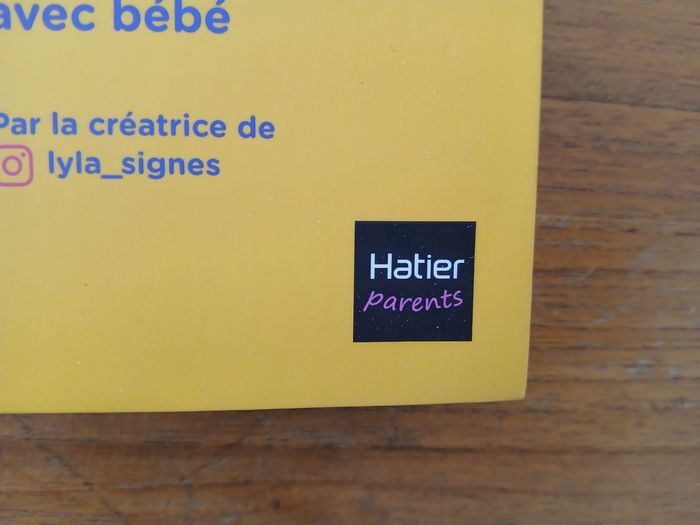 avec bébé
Par la créatrice de
lyla_signes
Hatier
parents